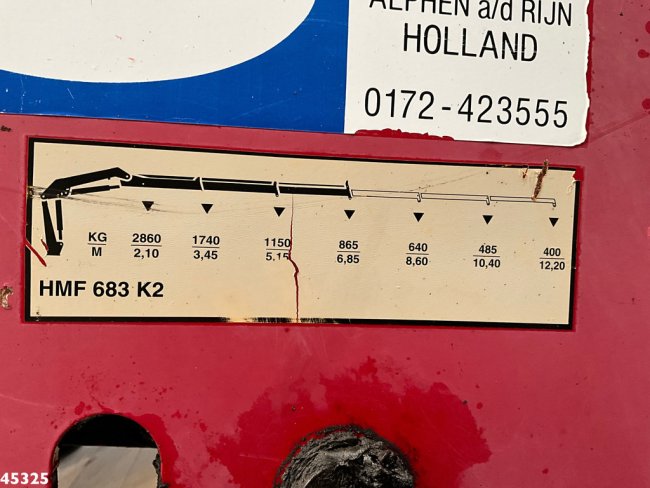 ALPHEN a/d RIJN
HOLLAND
0172-423555
KG 2860 1740 1150 865 640 485 400
M 2,10 3,45 5,15 6,85 8,60 10,40 12,20
HMF 683 K2
45325